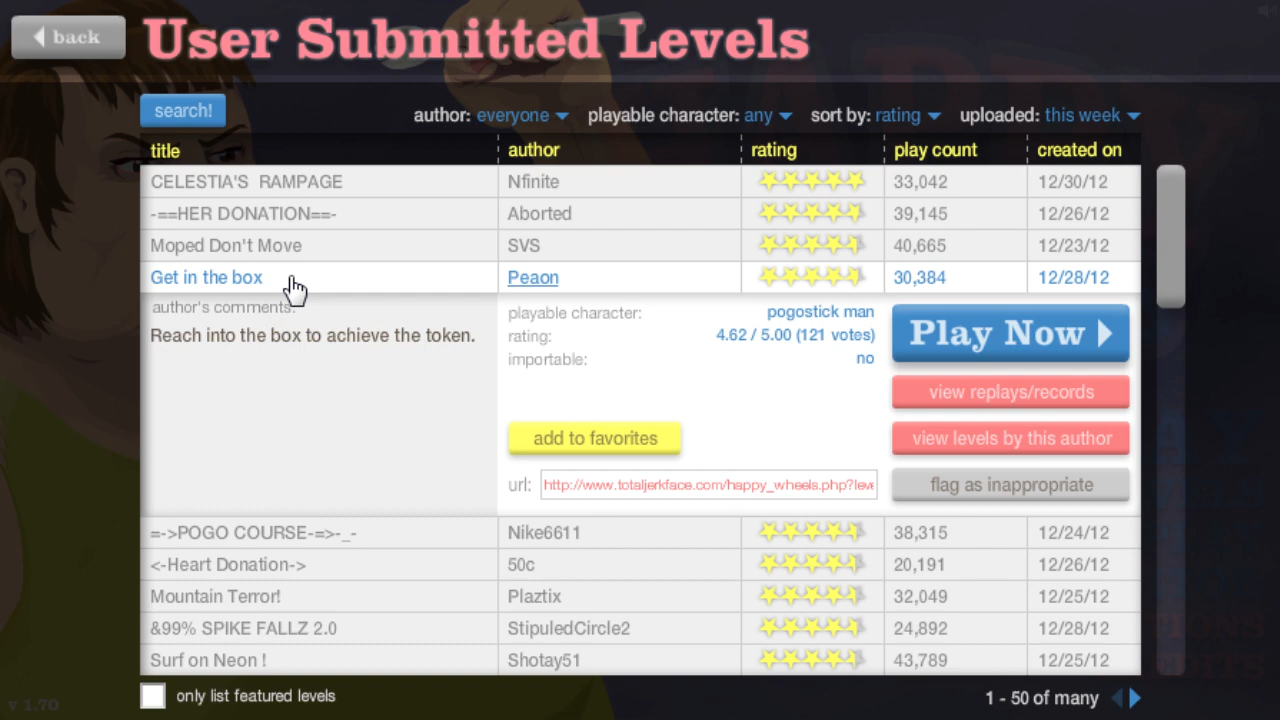 back
User Submitted Levels
search!
author: everyone playable character: any sort by: rating uploaded: this week
title author rating play count created on
CELESTIA'S  RAMPAGE Nfinite 33,042 12/30/12
-==HER DONATION==- Aborted 39,145 12/26/12
Moped Don't Move SVS 40,665 12/23/12
Get in the box Peaon 30,384 12/28/12
author's comments:
Reach into the box to achieve the token.
playable character: pogostick man
rating: 4.62 / 5.00 (121 votes)
importable: no
add to favorites
url: http://www.totaljerkface.com/happy_wheels.php?leve
Play Now
view replays/records
view levels by this author
flag as inappropriate
=->POGO COURSE-=>-_- Nike6611 38,315 12/24/12
<-Heart Donation-> 50c 20,191 12/26/12
Mountain Terror! Plaztix 32,049 12/25/12
&99% SPIKE FALLZ 2.0 StipuledCircle2 24,892 12/28/12
Surf on Neon ! Shotay51 43,789 12/25/12
only list featured levels
1 - 50 of many
v 1.70